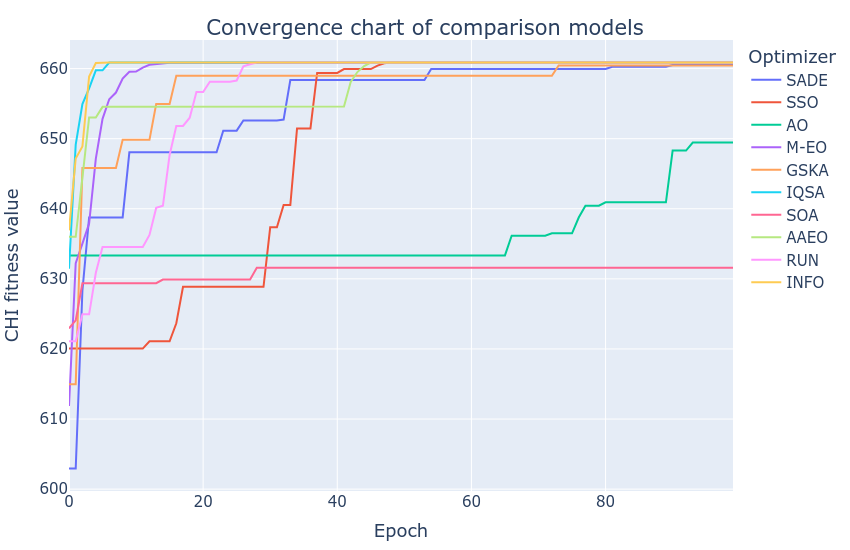 Convergence chart of comparison models
CHI fitness value
660
650
640
630
620
610
600
0
20
40
60
80
Epoch
Optimizer
SADE
SSO
AO
M-EO
GSKA
IQSA
SOA
AAEO
RUN
INFO